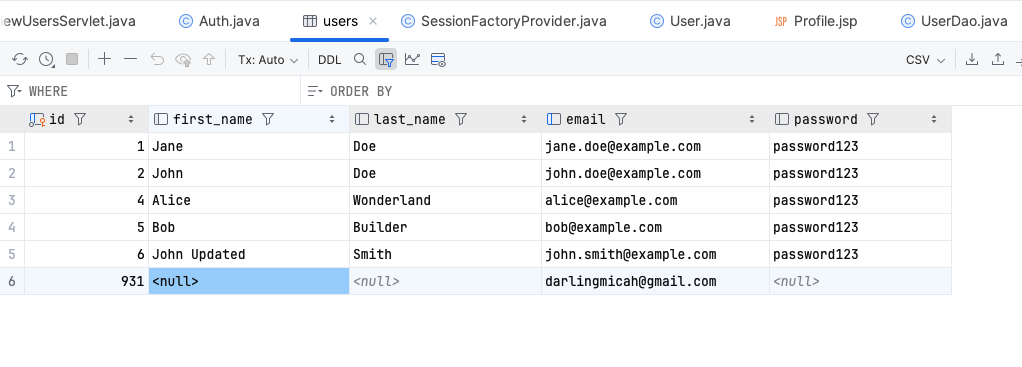 ewUsersServlet.java Auth.java users SessionFactoryProvider.java User.java JSP Profile.jsp UserDao.java
Tx: Auto DDL CSV
WHERE ORDER BY
id first_name last_name email password
1 1 Jane Doe jane.doe@example.com password123
2 2 John Doe john.doe@example.com password123
3 4 Alice Wonderland alice@example.com password123
4 5 Bob Builder bob@example.com password123
5 6 John Updated Smith john.smith@example.com password123
6 931 <null> <null> darlingmicah@gmail.com <null>